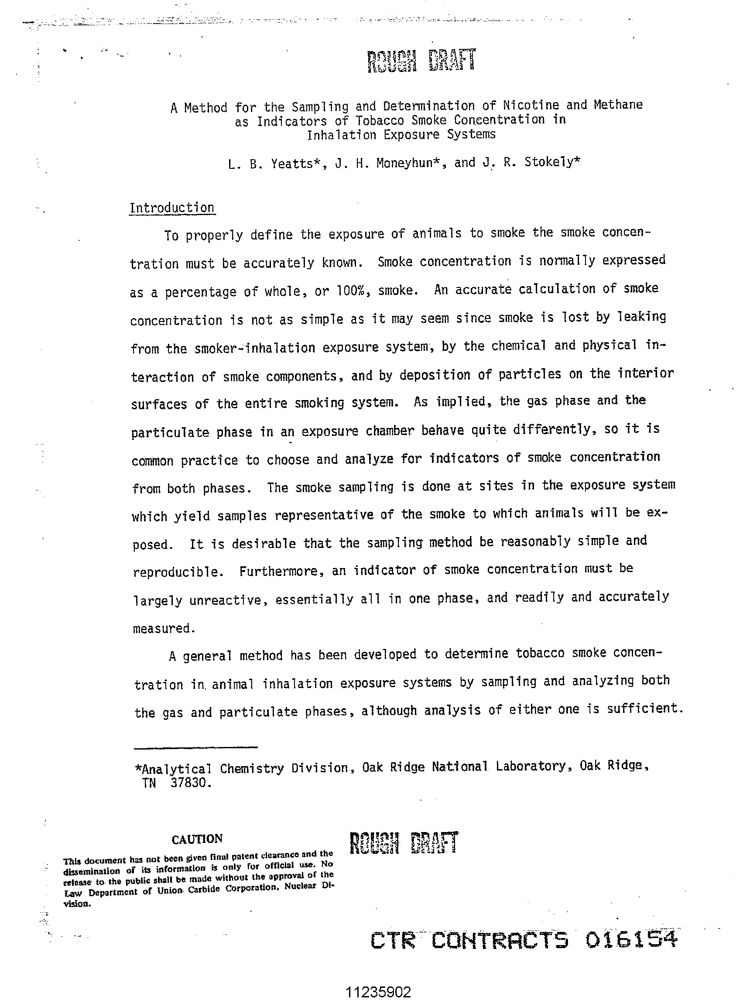 ROUGH DRAFT
A Method for the Sampling and Determination of Nicotine and Methane
as Indicators of Tobacco Smoke Concentration in
Inhalation Exposure Systems
L. B. Yeatts*, J. H. Moneyhun*, and J. R. Stokely*
Introduction
To properly define the exposure of animals to smoke the smoke concen-
tration must be accurately known. Smoke concentration is normally expressed
as a percentage of whole, or 100%, smoke. An accurate calculation of smoke
concentration is not as simple as it may seem since smoke is lost by leaking
from the smoker-inhalation exposure system, by the chemical and physical in-
teraction of smoke components, and by deposition of particles on the interior
surfaces of the entire smoking system. As implied, the gas phase and the
particulate phase in an exposure chamber behave quite differently, so it is
common practice to choose and analyze for indicators of smoke concentration
from both phases. The smoke sampling is done at sites in the exposure system
which yield samples representative of the smoke to which animals will be ex-
posed. It is desirable that the sampling method be reasonably simple and
reproducible. Furthermore, an indicator of smoke concentration must be
largely unreactive, essentially all in one phase, and readily and accurately
measured.
A general method has been developed to determine tobacco smoke concen-
tration in animal inhalation exposure systems by sampling and analyzing both
the gas and particulate phases, although analysis of either one is sufficient.
*Analytical Chemistry Division, Oak Ridge National Laboratory, Oak Ridge,
TN 37830.
CAUTION
This document has not been given final patent clearance and the
dissemination of its information is only for official use. No
release to the public shall be made without the approval of the
Law Department of Union Carbide Corporation, Nuclear Di-
vision.
ROUGH DRAFT
CTR CONTRACTS 016154
11235902